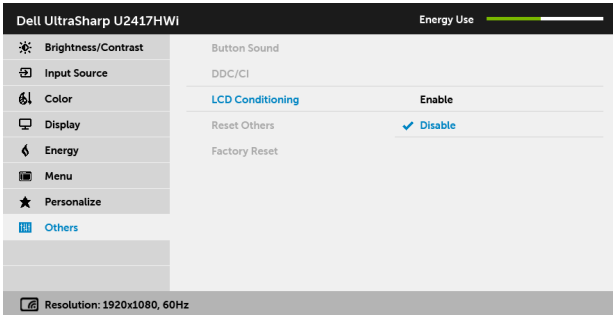 Dell UltraSharp U2417HWi
Energy Use
Brightness/Contrast
Button Sound
Input Source
DDC/CI
Color
LCD Conditioning
Enable
Display
Reset Others
Disable
Energy
Factory Reset
Menu
Personalize
Others
Resolution: 1920x1080, 60Hz